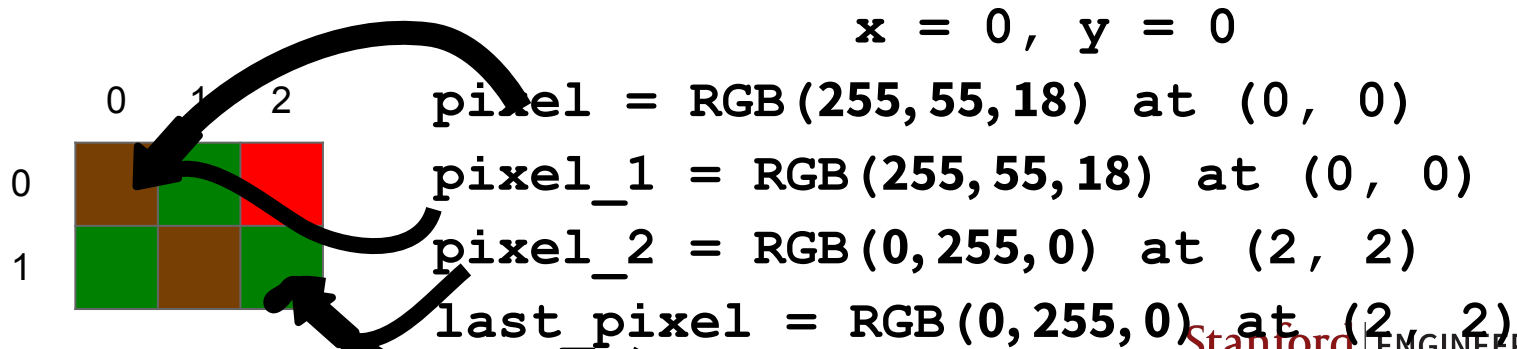 x = 0, y = 0
0 1 2
pixel = RGB(255,55,18) at (0, 0)
0
pixel_1 = RGB(255,55,18) at (0, 0)
1
pixel_2 = RGB(0,255,0) at (2, 2)
last_pixel = RGB(0,255,0) at (2, 2)
Stanford